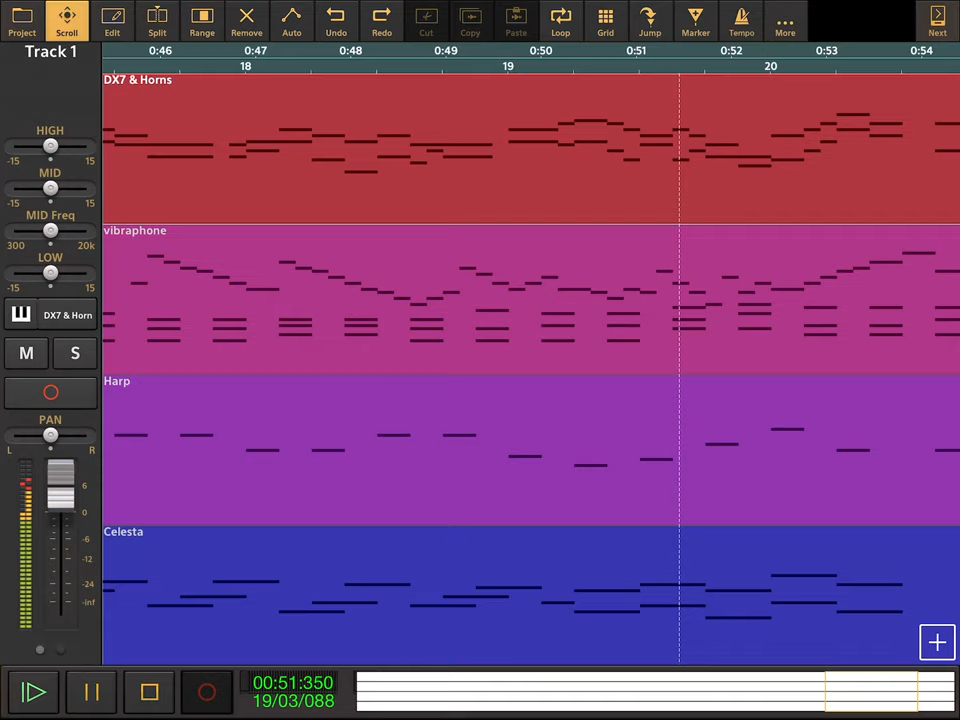 Project Scroll Edit Split Range Remove Auto Undo Redo Cut Copy Paste Loop Grid Jump Marker Tempo More Next
Track 1
0:46 0:47 0:48 0:49 0:50 0:51 0:52 0:53 0:54
18 19 20
DX7 & Horns
HIGH
-15 15
MID
-15 15
MID Freq
300 20k
LOW
-15 15
vibraphone
DX7 & Horn
M S
Harp
PAN
L R
6
0
-6
-12
-24
-inf
Celesta
00:51:350
19/03/088